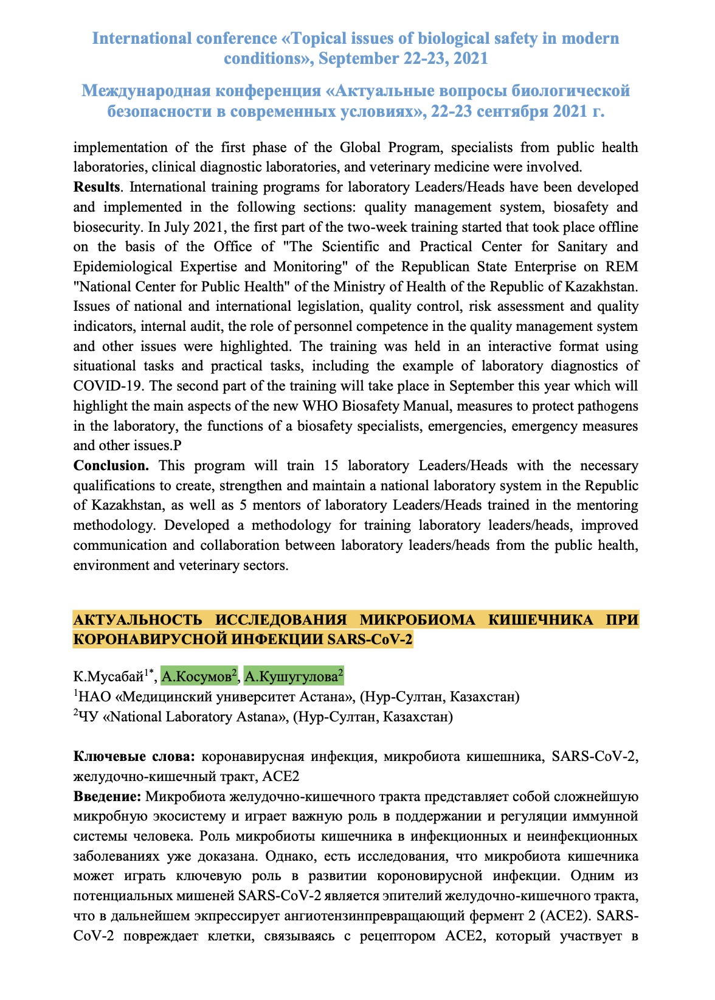 International conference «Topical issues of biological safety in modern
conditions», September 22-23, 2021
Международная конференция «Актуальные вопросы биологической
безопасности в современных условиях», 22-23 сентября 2021 г.
implementation of the first phase of the Global Program, specialists from public health
laboratories, clinical diagnostic laboratories, and veterinary medicine were involved.
Results. International training programs for laboratory Leaders/Heads have been developed
and implemented in the following sections: quality management system, biosafety and
biosecurity. In July 2021, the first part of the two-week training started that took place offline
on the basis of the Office of "The Scientific and Practical Center for Sanitary and
Epidemiological Expertise and Monitoring" of the Republican State Enterprise on REM
"National Center for Public Health" of the Ministry of Health of the Republic of Kazakhstan.
Issues of national and international legislation, quality control, risk assessment and quality
indicators, internal audit, the role of personnel competence in the quality management system
and other issues were highlighted. The training was held in an interactive format using
situational tasks and practical tasks, including the example of laboratory diagnostics of
COVID-19. The second part of the training will take place in September this year which will
highlight the main aspects of the new WHO Biosafety Manual, measures to protect pathogens
in the laboratory, the functions of a biosafety specialists, emergencies, emergency measures
and other issues.P
Conclusion. This program will train 15 laboratory Leaders/Heads with the necessary
qualifications to create, strengthen and maintain a national laboratory system in the Republic
of Kazakhstan, as well as 5 mentors of laboratory Leaders/Heads trained in the mentoring
methodology. Developed a methodology for training laboratory leaders/heads, improved
communication and collaboration between laboratory leaders/heads from the public health,
environment and veterinary sectors.
АКТУАЛЬНОСТЬ ИССЛЕДОВАНИЯ МИКРОБИОМА КИШЕЧНИКА ПРИ
КОРОНАВИРУСНОЙ ИНФЕКЦИИ SARS-CoV-2
К.Мусабай¹*, А.Косумов², А.Кушугулова²
¹НАО «Медицинский университет Астана», (Нур-Султан, Казахстан)
²ЧУ «National Laboratory Astana», (Нур-Султан, Казахстан)
Ключевые слова: коронавирусная инфекция, микробиота кишешника, SARS-CoV-2,
желудочно-кишечный тракт, ACE2
Введение: Микробиота желудочно-кишечного тракта представляет собой сложнейшую
микробную экосистему и играет важную роль в поддержании и регуляции иммунной
системы человека. Роль микробиоты кишечника в инфекционных и неинфекционных
заболеваниях уже доказана. Однако, есть исследования, что микробиота кишечника
может играть ключевую роль в развитии короновирусной инфекции. Одним из
потенциальных мишеней SARS-CoV-2 является эпителий желудочно-кишечного тракта,
что в дальнейшем экпрессирует ангиотензинпревращающий фермент 2 (ACE2). SARS-
CoV-2 повреждает клетки, связываясь с рецептором ACE2, который участвует в